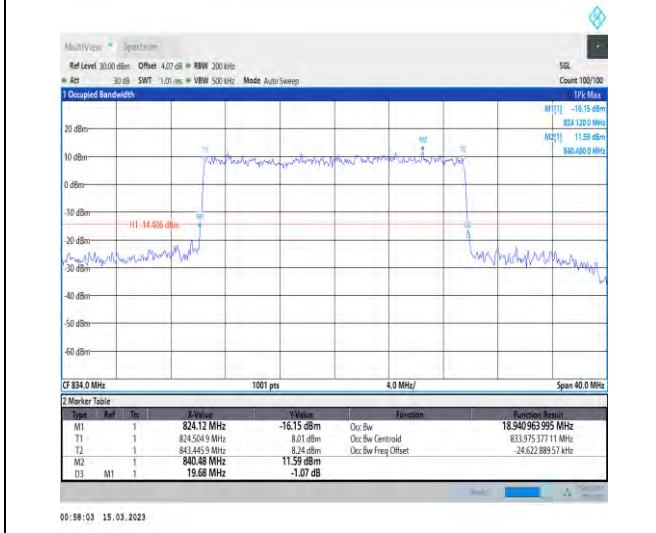 MultiView Spectrum
Ref Level 30.00 dBm Offset 4.07 dB RBW 200 kHz SGL
Att 30 dB SWT 1.01 ms VBW 500 kHz Mode Auto Sweep Count 100/100
1 Occupied Bandwidth 1Pk Max
M1[1] -16.15 dBm
824.120 0 MHz
M2[1] 11.59 dBm
840.480 0 MHz
20 dBm
M2
T1 T2
10 dBm
0 dBm
-10 dBm
M1
H1 -14.406 dBm
-20 dBm
-30 dBm
-40 dBm
-50 dBm
-60 dBm
CF 834.0 MHz 1001 pts 4.0 MHz/ Span 40.0 MHz
2 Marker Table
Type Ref Trc X-Value Y-Value Function Function Result
M1 1 824.12 MHz -16.15 dBm Occ Bw 18.940 963 995 MHz
T1 1 824.504 9 MHz 8.01 dBm Occ Bw Centroid 833.975 377 11 MHz
T2 1 843.445 9 MHz 8.24 dBm Occ Bw Freq Offset -24.622 889 57 kHz
M2 1 840.48 MHz 11.59 dBm
D3 M1 1 19.68 MHz -1.07 dB
00:58:03 15.03.2023